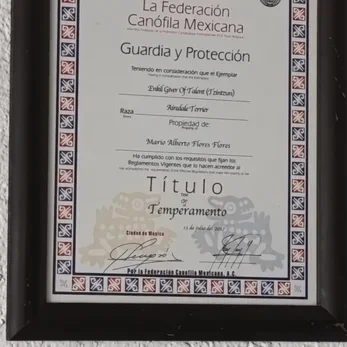 La Federación
Canófila Mexicana
Guardia y Protección
Teniendo en consideración que el Ejemplar
Enkil Giver Of Talent (Tzintzun)
Raza
Airedale Terrier
Propiedad de:
Mario Alberto Flores Flores
Ha cumplido con los requisitos que fijan los
Reglamentos Vigentes que lo hacen acreedor al
Título
de
Temperamento
Ciudad de México
Por la Federación Canófila Mexicana, A.C.